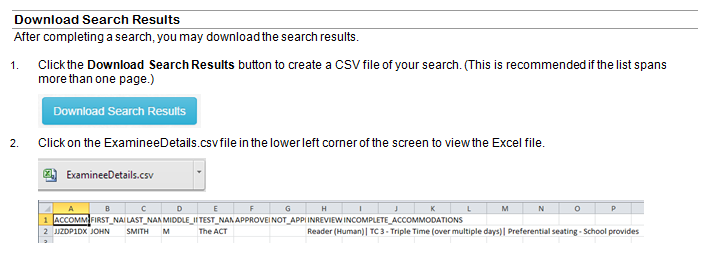 Download Search Results
After completing a search, you may download the search results.
1. Click the Download Search Results button to create a CSV file of your search. (This is recommended if the list spans
more than one page.)
Download Search Results
2. Click on the ExamineeDetails.csv file in the lower left corner of the screen to view the Excel file.
ExamineeDetails.csv
A B C D E F G H I J K L M N O P
1 ACCOMM FIRST_NAI LAST_NAM MIDDLE_II TEST_NAM APPROVEI NOT_APPI INREVIEW INCOMPLETE_ACCOMMODATIONS
2 JJZDP1DX JOHN SMITH M The ACT Reader (Human)| TC 3 - Triple Time (over multiple days)| Preferential seating - School provides